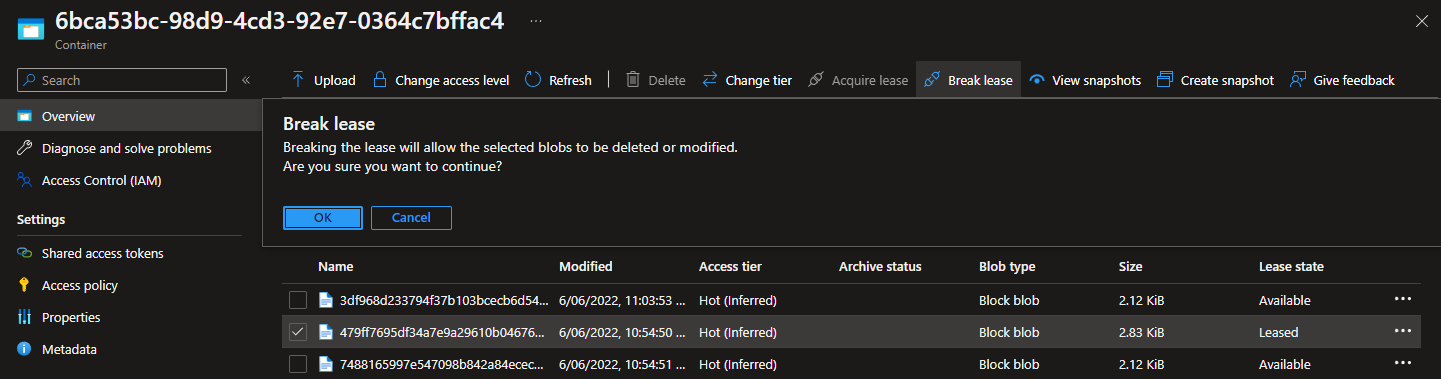 6bca53bc-98d9-4cd3-92e7-0364c7bffac4 ...
Container
Search «
Upload Change access level Refresh Delete Change tier Acquire lease Break lease View snapshots Create snapshot Give feedback
Overview
Diagnose and solve problems
Access Control (IAM)
Settings
Shared access tokens
Access policy
Properties
Metadata
Break lease
Breaking the lease will allow the selected blobs to be deleted or modified.
Are you sure you want to continue?
OK Cancel
Name Modified Access tier Archive status Blob type Size Lease state
3df968d233794f37b103bcecb6d54... 6/06/2022, 11:03:53 ... Hot (Inferred) Block blob 2.12 KiB Available ...
479ff7695df34a7e9a29610b04676... 6/06/2022, 10:54:50 ... Hot (Inferred) Block blob 2.83 KiB Leased ...
7488165997e547098b842a84ecec... 6/06/2022, 10:54:51 ... Hot (Inferred) Block blob 2.12 KiB Available ...